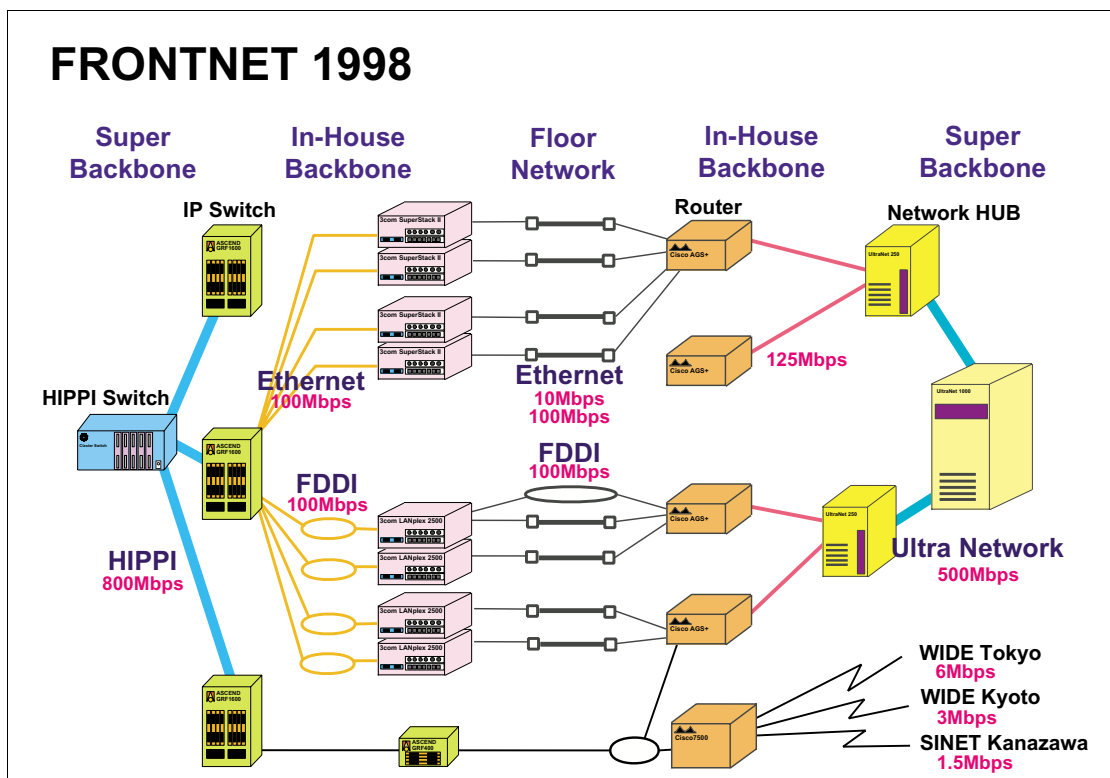 FRONTNET 1998
Super
Backbone
In-House
Backbone
Floor
Network
In-House
Backbone
Super
Backbone
IP Switch
Router
Network HUB
ASCEND
GRF1600
3com SuperStack II
3com SuperStack II
3com SuperStack II
3com SuperStack II
Cisco AGS+
UltraNet 250
Cisco AGS+
125Mbps
Ethernet
100Mbps
Ethernet
10Mbps
100Mbps
HIPPI Switch
ASCEND
GRF1600
UltraNet 1000
FDDI
100Mbps
FDDI
100Mbps
3com LANplex 2500
3com LANplex 2500
3com LANplex 2500
3com LANplex 2500
Cisco AGS+
UltraNet 250
Cisco AGS+
HIPPI
800Mbps
Ultra Network
500Mbps
ASCEND
GRF1600
ASCEND
GRF400
Cisco7500
WIDE Tokyo
6Mbps
WIDE Kyoto
3Mbps
SINET Kanazawa
1.5Mbps